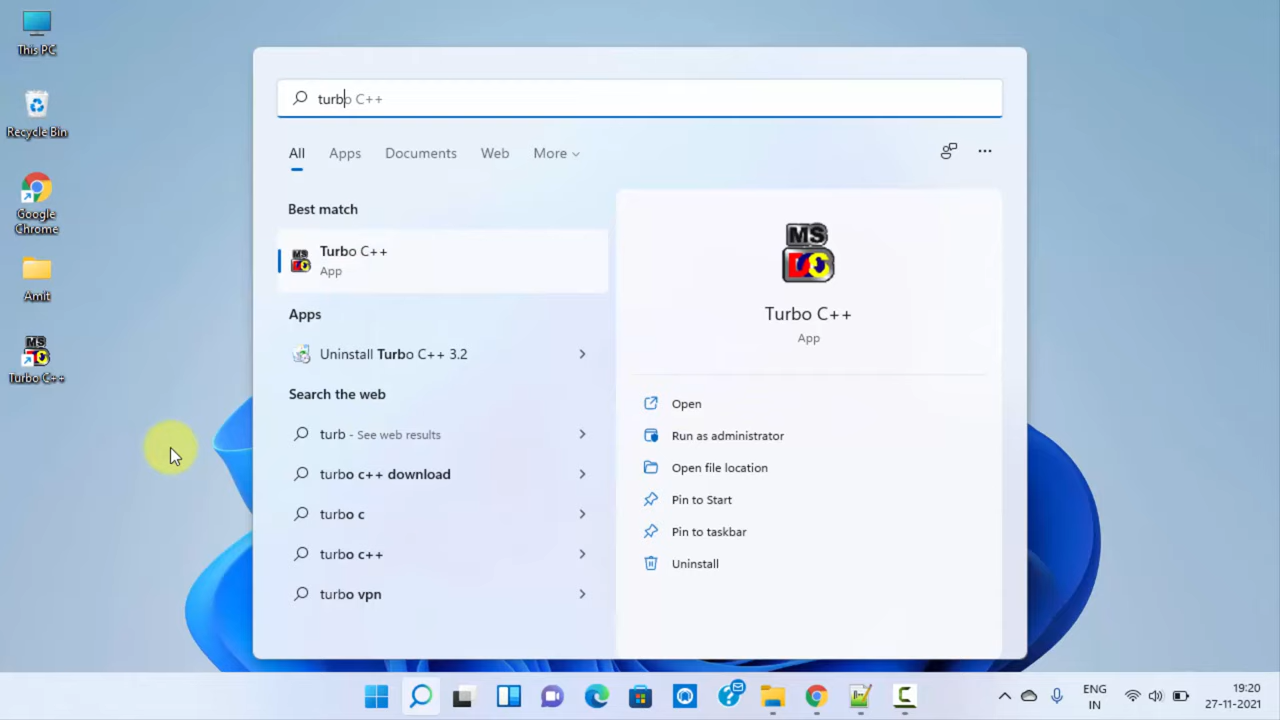 This PC
Recycle Bin
Google
Chrome
Amit
MS
Turbo C++
turbo C++
All Apps Documents Web More
Best match
MS
Turbo C++
App
Apps
Uninstall Turbo C++ 3.2
Search the web
turb - See web results
turbo c++ download
turbo c
turbo c++
turbo vpn
MS
Turbo C++
App
Open
Run as administrator
Open file location
Pin to Start
Pin to taskbar
Uninstall
ENG
IN
19:20
27-11-2021